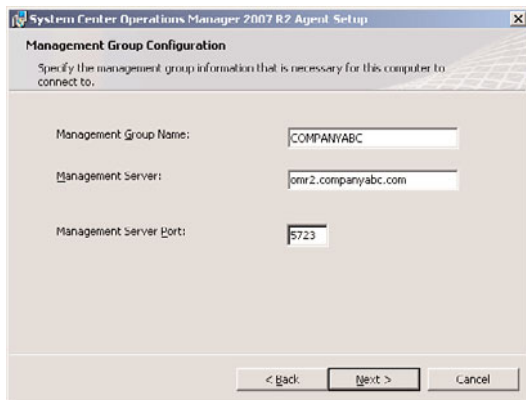 System Center Operations Manager 2007 R2 Agent Setup
Management Group Configuration
Specify the management group information that is necessary for this computer to
connect to.
Management Group Name:
COMPANYABC
Management Server:
omr2.companyabc.com
Management Server Port:
5723
< Back
Next >
Cancel